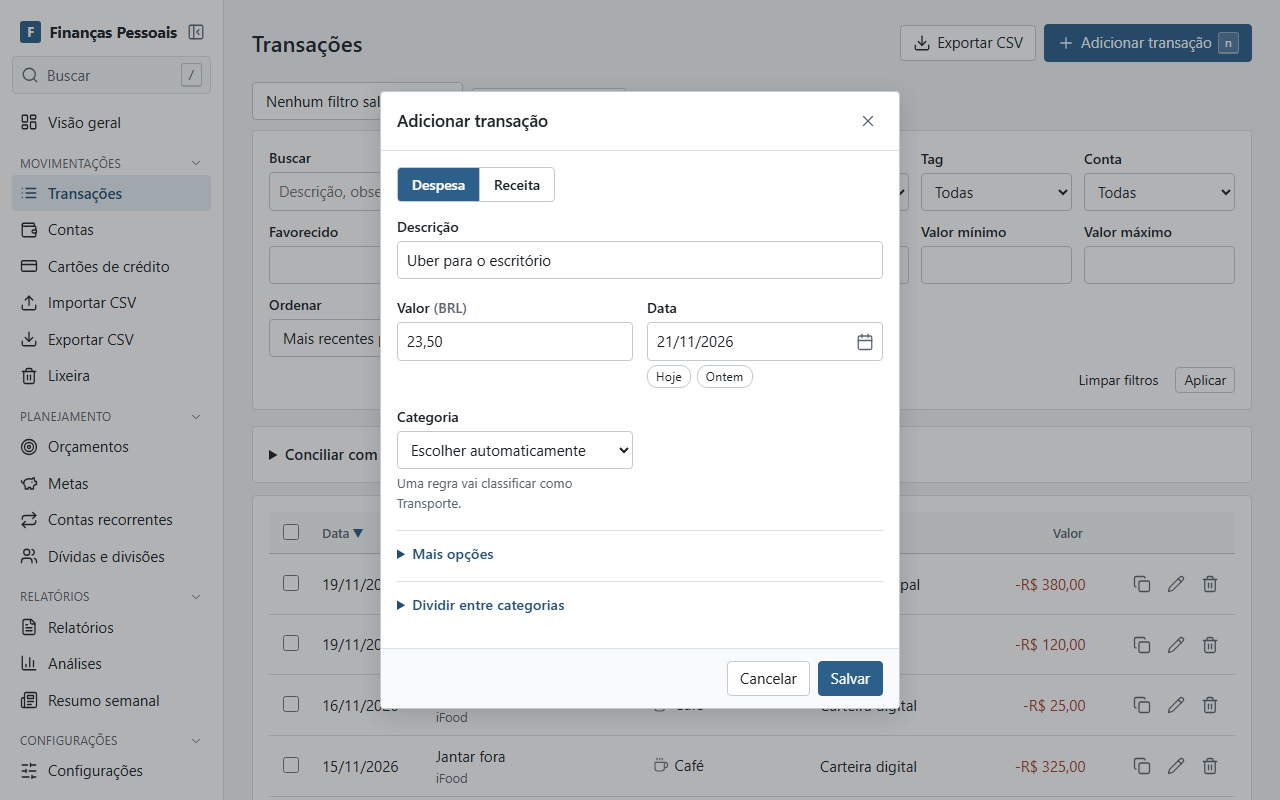 F Finanças Pessoais
Buscar /
Visão geral
MOVIMENTAÇÕES
Transações
Contas
Cartões de crédito
Importar CSV
Exportar CSV
Lixeira
PLANEJAMENTO
Orçamentos
Metas
Contas recorrentes
Dívidas e divisões
RELATÓRIOS
Relatórios
Análises
Resumo semanal
CONFIGURAÇÕES
Configurações
Transações
Exportar CSV
Adicionar transação n
Nenhum filtro sal
Buscar
Descrição, obse
Tag
Todas
Conta
Todas
Favorecido
Valor mínimo
Valor máximo
Ordenar
Mais recentes
Limpar filtros
Aplicar
Conciliar com
Adicionar transação
Despesa
Receita
Descrição
Uber para o escritório
Valor (BRL)
23,50
Data
21/11/2026
Hoje
Ontem
Categoria
Escolher automaticamente
Uma regra vai classificar como
Transporte.
Mais opções
Dividir entre categorias
Cancelar
Salvar
Data ▼
Valor
19/11/20
pal
-R$ 380,00
19/11/20
-R$ 120,00
16/11/2026
iFood
Café
Carteira digital
-R$ 25,00
15/11/2026
Jantar fora
iFood
Café
Carteira digital
-R$ 325,00